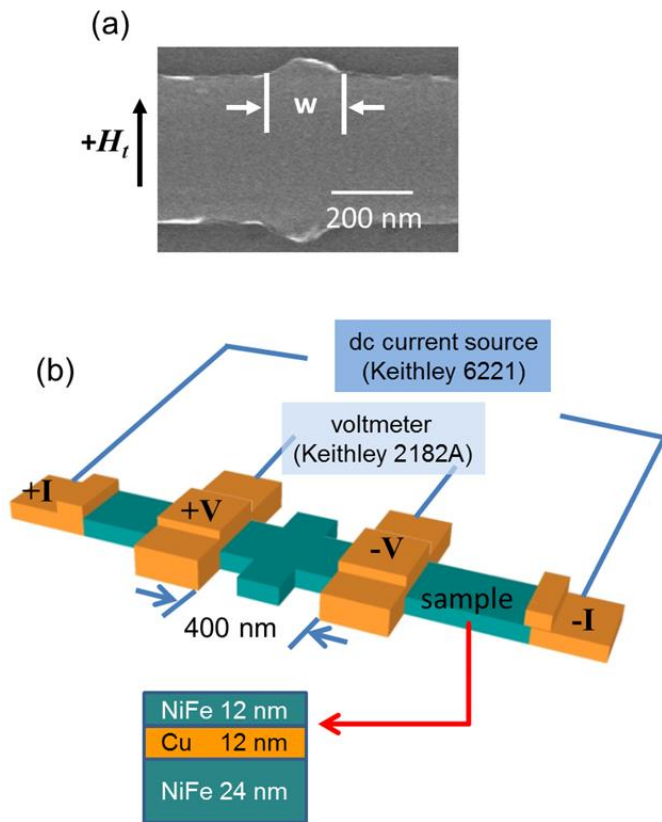 (a)
w
+Hₜ
200 nm
(b)
dc current source
(Keithley 6221)
voltmeter
(Keithley 2182A)
+I
+V
-V
sample
-I
400 nm
NiFe 12 nm
Cu 12 nm
NiFe 24 nm